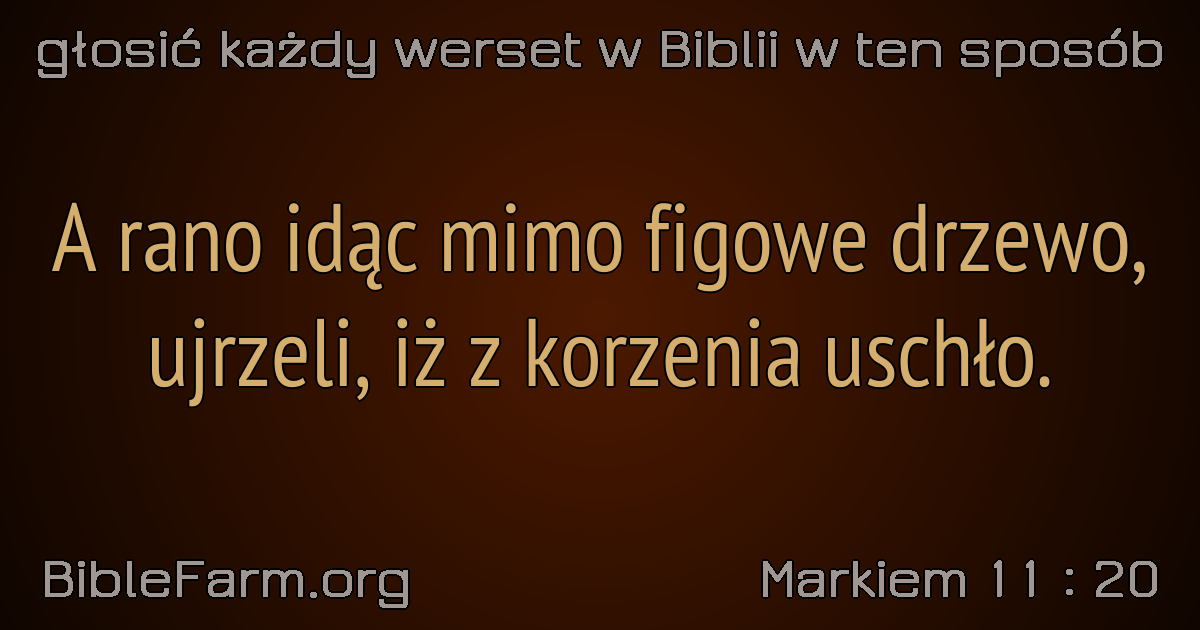 głosić każdy werset w Biblii w ten sposób
A rano idąc mimo figowe drzewo,
ujrzeli, iż z korzenia uschło.
BibleFarm.org
Markiem 11 : 20